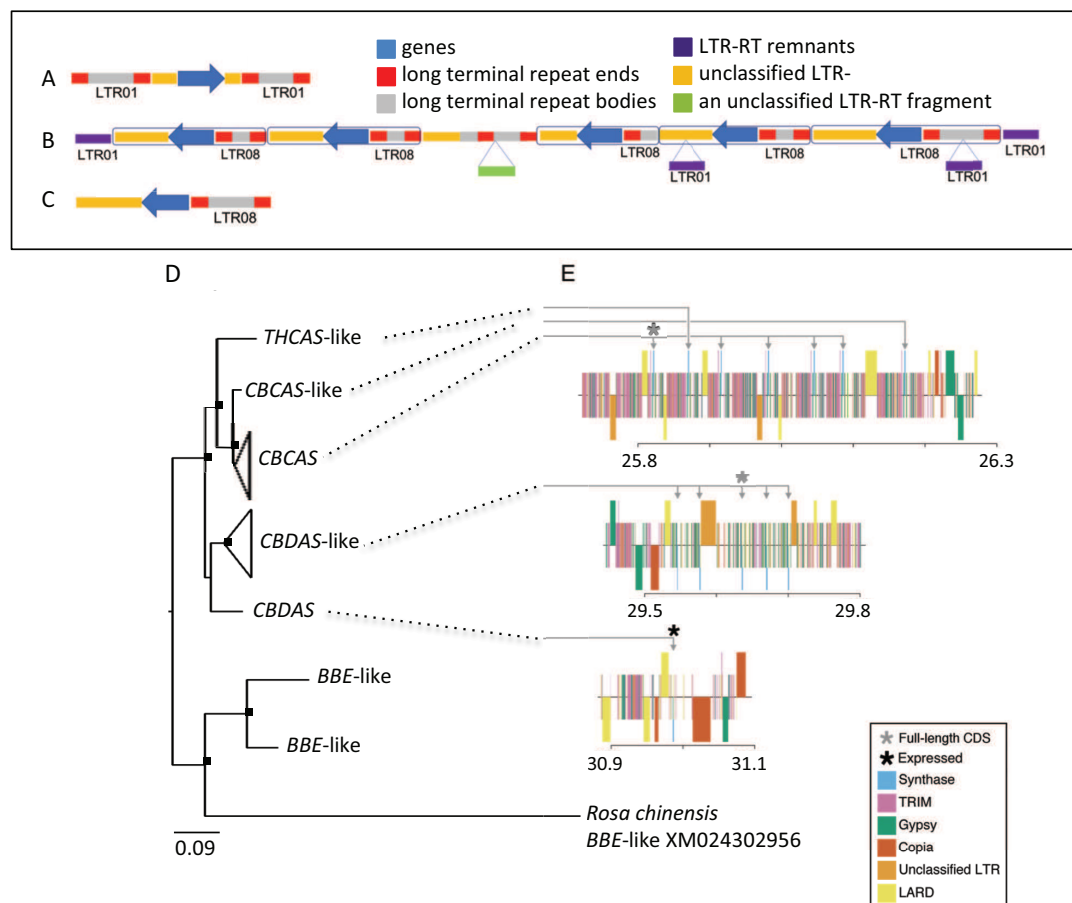 genes
long terminal repeat ends
long terminal repeat bodies
LTR-RT remnants
unclassified LTR-
an unclassified LTR-RT fragment
A
LTR01 LTR01
B
LTR01 LTR08 LTR08 LTR08 LTR08 LTR08 LTR01
LTR01 LTR01
C
LTR08
D
THCAS-like
CBCAS-like
CBCAS
CBDAS-like
CBDAS
BBE-like
BBE-like
Rosa chinensis
BBE-like XM024302956
0.09
E
*
25.8 26.3
*
29.5 29.8
*
30.9 31.1
* Full-length CDS
* Expressed
Synthase
TRIM
Gypsy
Copia
Unclassified LTR
LARD